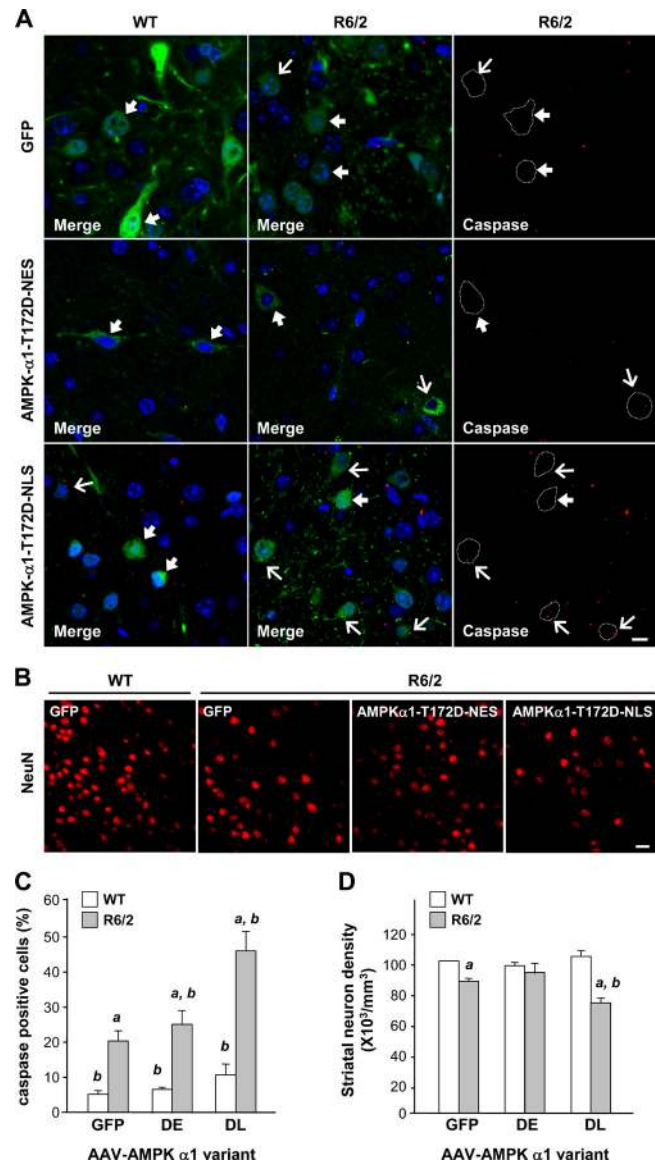 A
WT
R6/2
R6/2
GFP
Merge
Merge
Caspase
AMPK-α1-T172D-NES
Merge
Merge
Caspase
AMPK-α1-T172D-NLS
Merge
Merge
Caspase
B
WT
R6/2
NeuN
GFP
GFP
AMPKα1-T172D-NES
AMPKα1-T172D-NLS
C
caspase positive cells (%)
60
50
40
30
20
10
0
WT
R6/2
b
a
b
a, b
b
a, b
GFP
DE
DL
AAV-AMPK α1 variant
D
Striatal neuron density
(X10³/mm³)
120
100
80
60
40
20
0
WT
R6/2
a
a, b
GFP
DE
DL
AAV-AMPK α1 variant